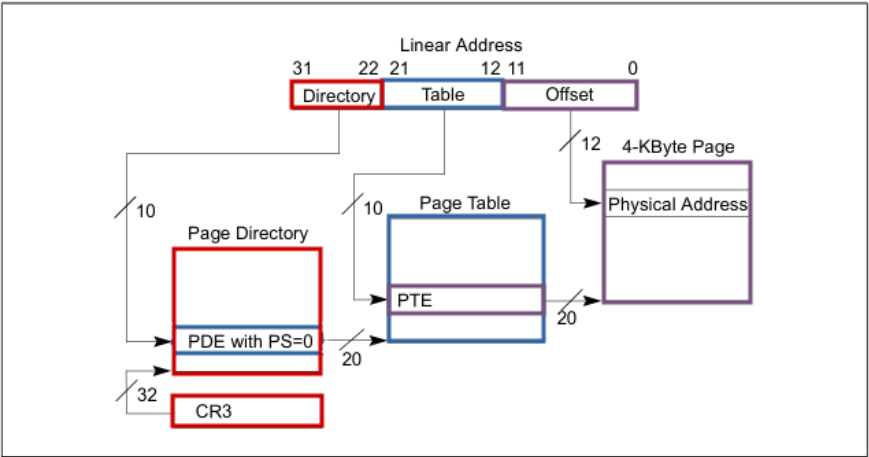 Linear Address
31 22 21 12 11 0
Directory Table Offset
12
4-KByte Page
Physical Address
10
10
Page Table
Page Directory
PTE
20
PDE with PS=0
20
32
CR3